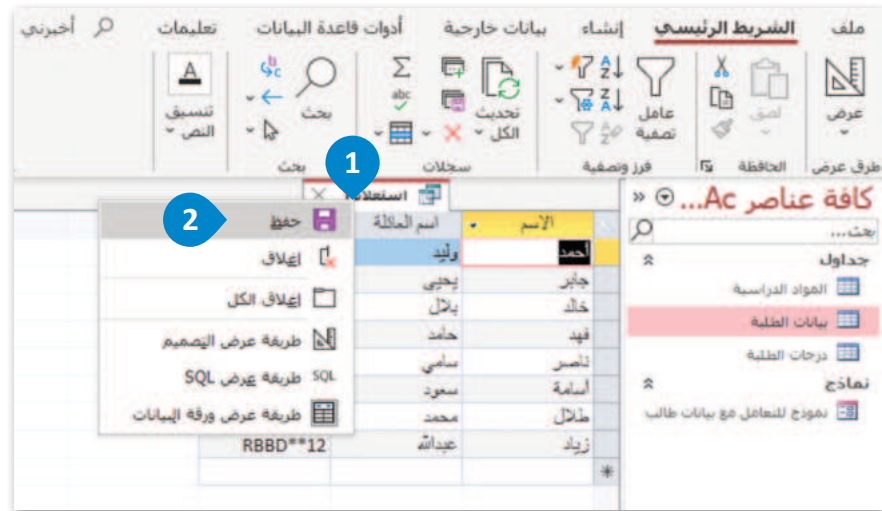 ملف الشريط الرئيسي إنشاء بيانات خارجية أدوات قاعدة البيانات تعليمات أخبرني
عرض
لصق
عامل تصفية
تحديث الكل
بحث
تنسيق النص
طرق عرض الحافظة فرز وتصفية سجلات بحث
1
كافة عناصر Ac...
بحث...
جداول
المواد الدراسية
بيانات الطلبة
درجات الطلبة
نماذج
نموذج للتعامل مع بيانات طالب
الاسم اسم العائلة
أحمد وليد
جابر يحيى
خالد بلال
فهد حامد
ناصر سامي
أسامة سعود
طلال محمد
زياد عبدالله RBBD**12
2
حفظ
إغلاق
إغلاق الكل
طريقة عرض التصميم
SQL طريقة عرض SQL
طريقة عرض ورقة البيانات